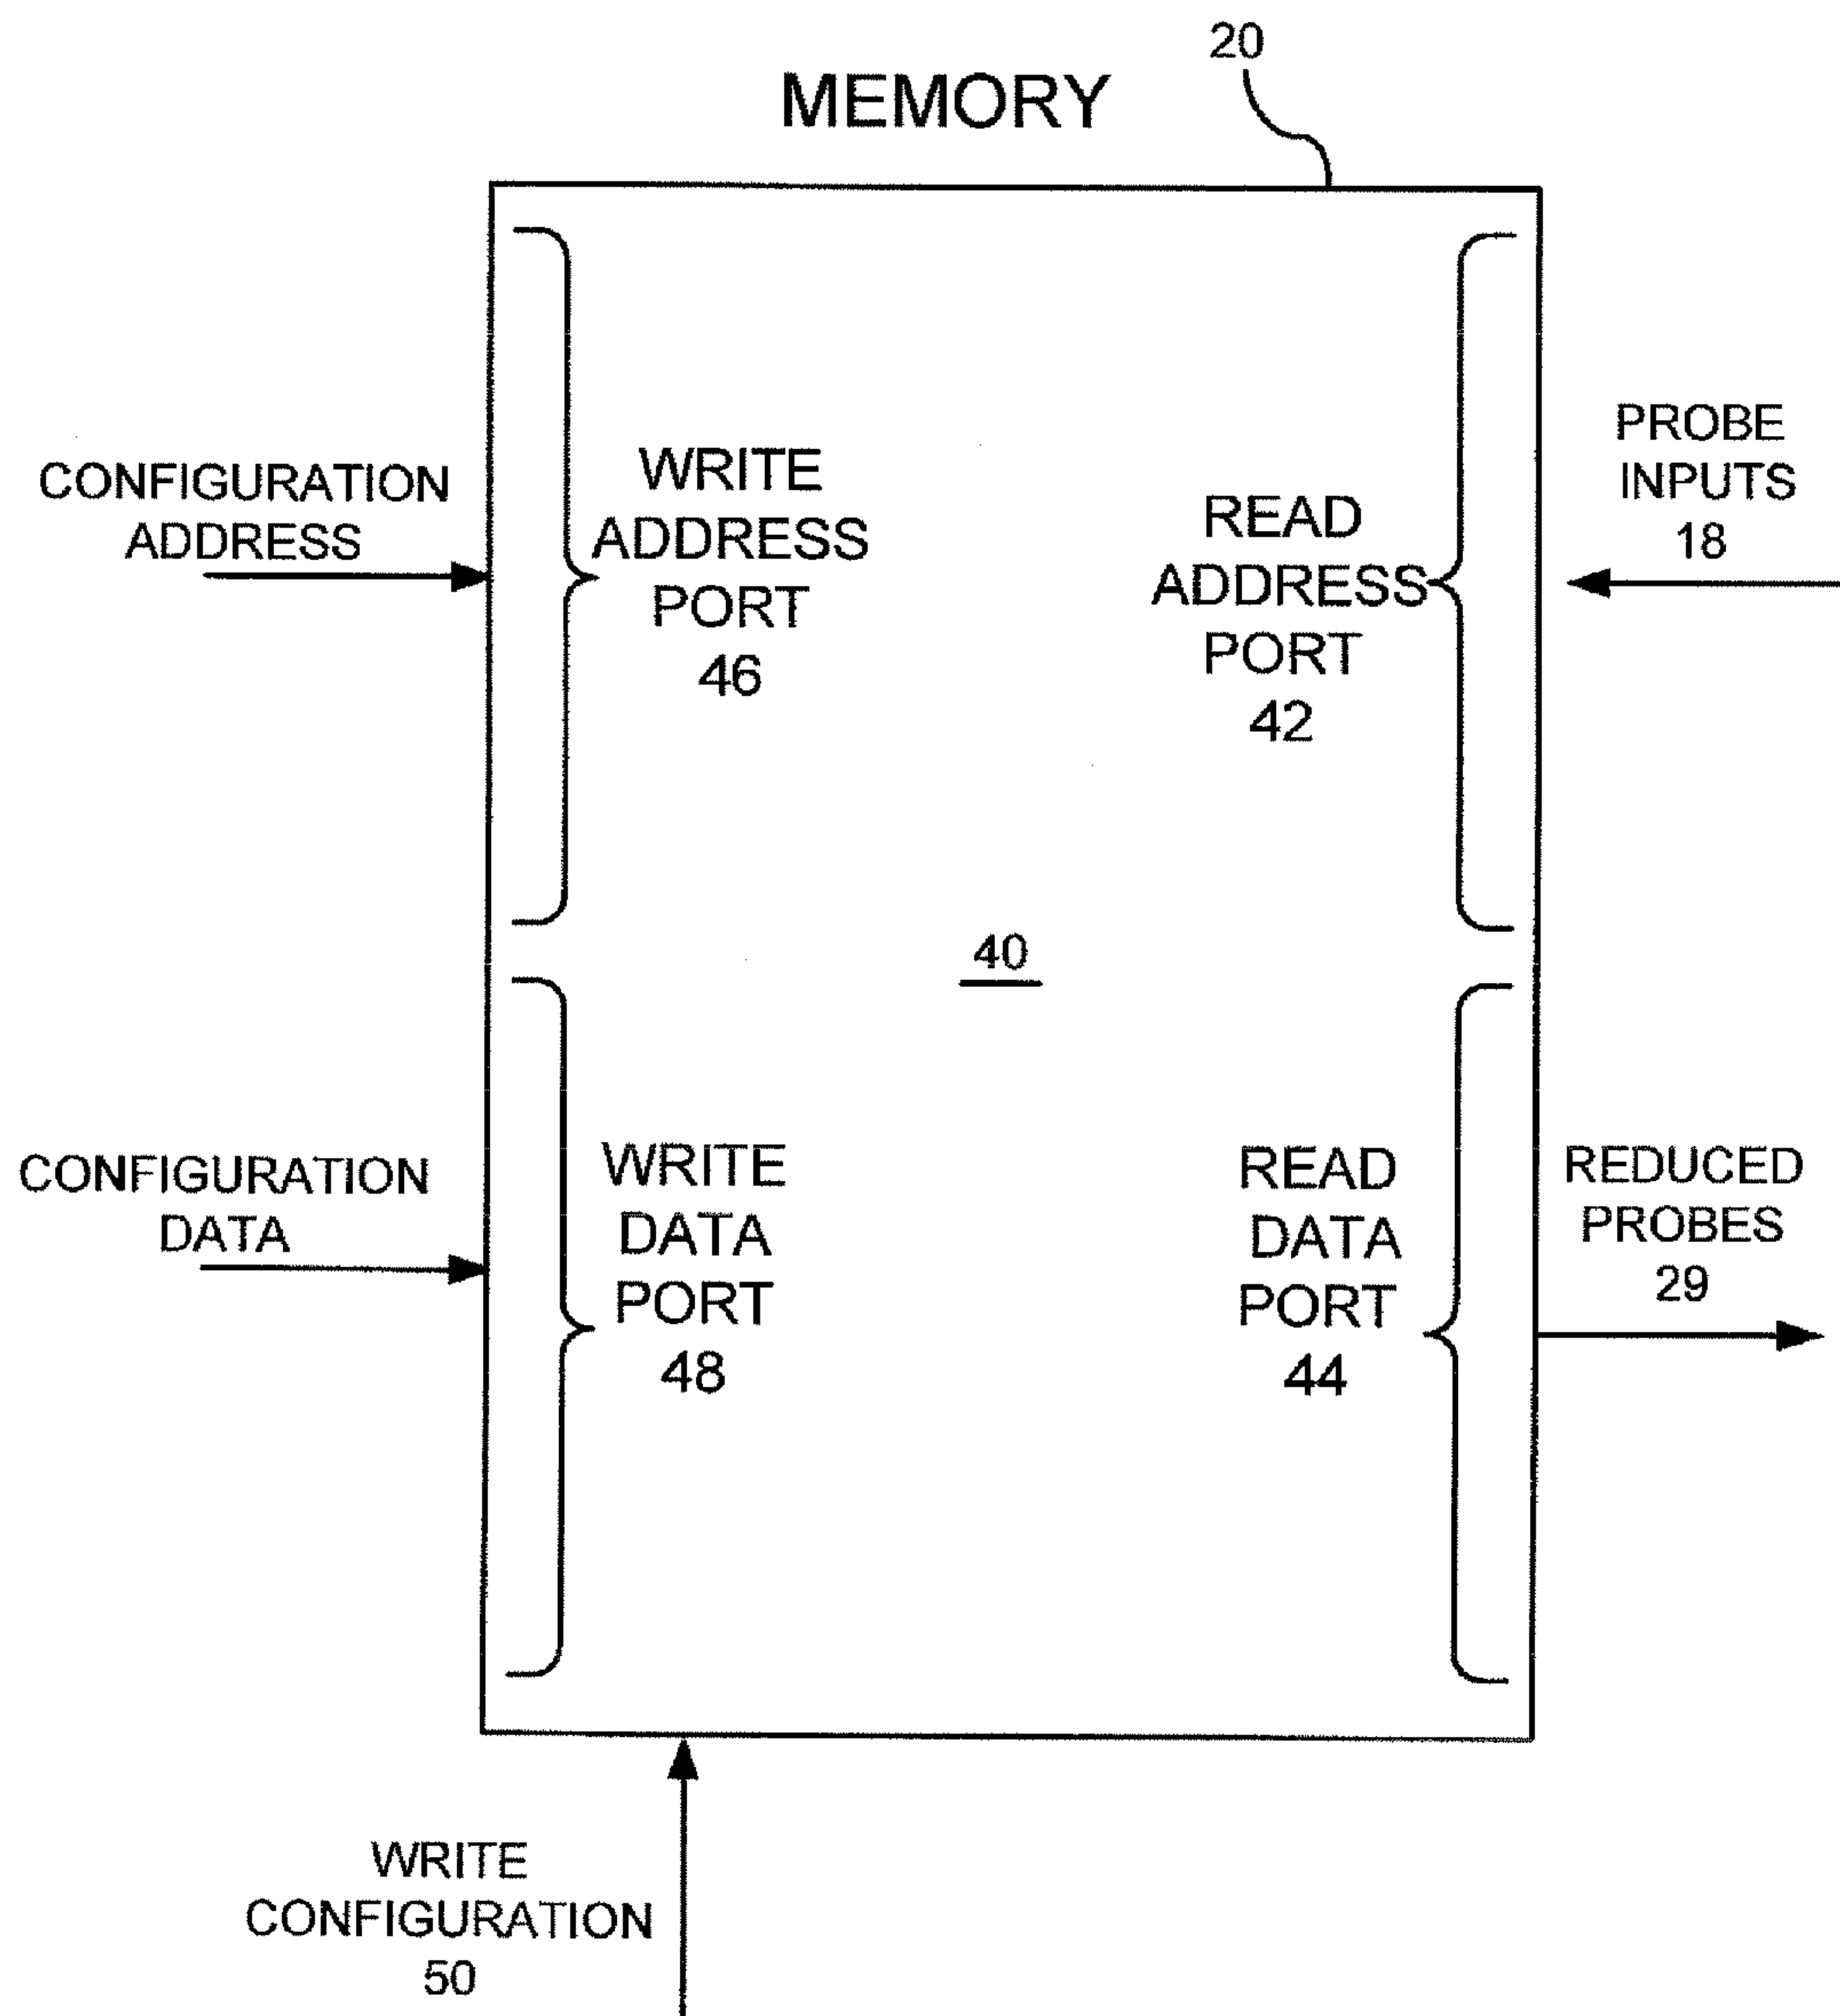 20
MEMORY
CONFIGURATION
ADDRESS
WRITE
ADDRESS
PORT
46
READ
ADDRESS
PORT
42
PROBE
INPUTS
18
40
CONFIGURATION
DATA
WRITE
DATA
PORT
48
READ
DATA
PORT
44
REDUCED
PROBES
29
WRITE
CONFIGURATION
50